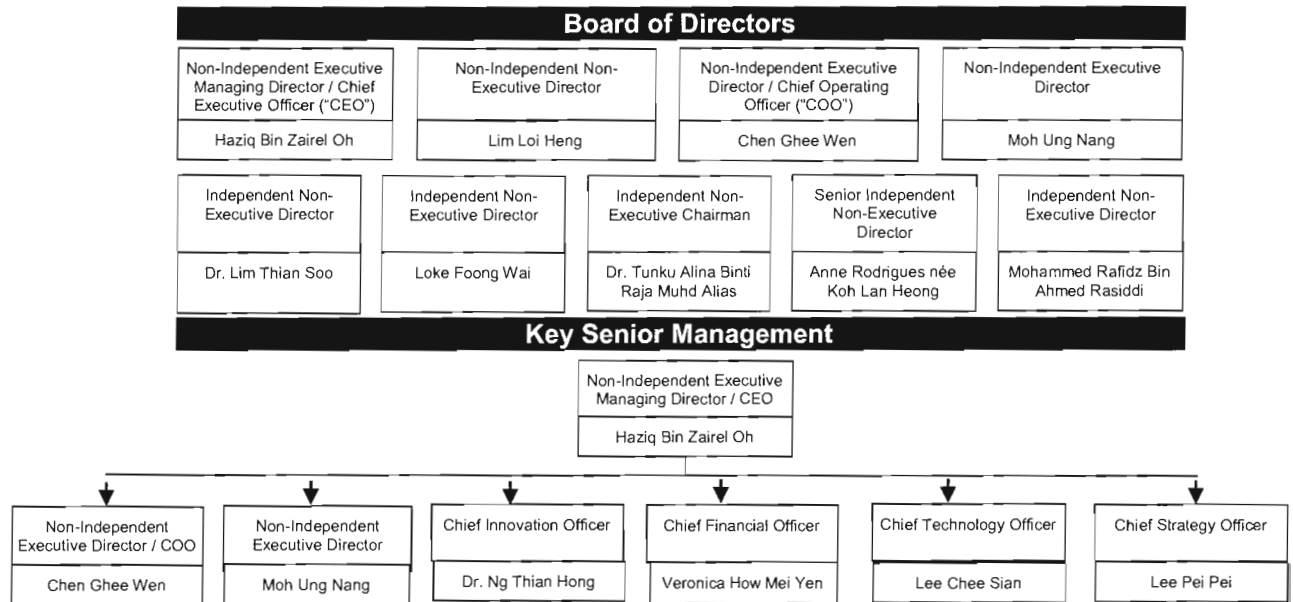 Board of Directors
Non-Independent Executive
Managing Director / Chief
Executive Officer ("CEO")
Haziq Bin Zairel Oh
Non-Independent Non-
Executive Director
Lim Loi Heng
Non-Independent Executive
Director / Chief Operating
Officer ("COO")
Chen Ghee Wen
Non-Independent Executive
Director
Moh Ung Nang
Independent Non-
Executive Director
Dr. Lim Thian Soo
Independent Non-
Executive Director
Loke Foong Wai
Independent Non-
Executive Chairman
Dr. Tunku Alina Binti
Raja Muhd Alias
Senior Independent
Non-Executive
Director
Anne Rodrigues née
Koh Lan Heong
Independent Non-
Executive Director
Mohammed Rafidz Bin
Ahmed Rasiddi
Key Senior Management
Non-Independent Executive
Managing Director / CEO
Haziq Bin Zairel Oh
Non-Independent
Executive Director / COO
Chen Ghee Wen
Non-Independent
Executive Director
Moh Ung Nang
Chief Innovation Officer
Dr. Ng Thian Hong
Chief Financial Officer
Veronica How Mei Yen
Chief Technology Officer
Lee Chee Sian
Chief Strategy Officer
Lee Pei Pei